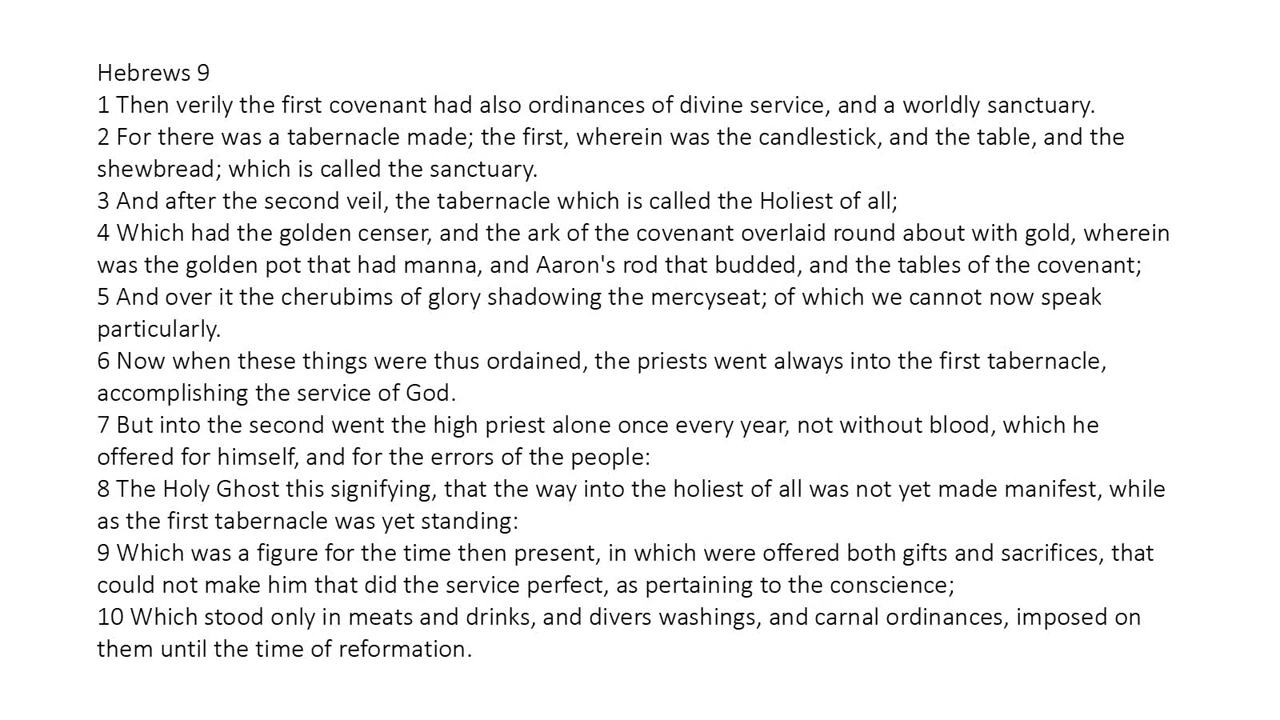 Hebrews 9
1 Then verily the first covenant had also ordinances of divine service, and a worldly sanctuary.
2 For there was a tabernacle made; the first, wherein was the candlestick, and the table, and the
shewbread; which is called the sanctuary.
3 And after the second veil, the tabernacle which is called the Holiest of all;
4 Which had the golden censer, and the ark of the covenant overlaid round about with gold, wherein
was the golden pot that had manna, and Aaron's rod that budded, and the tables of the covenant;
5 And over it the cherubims of glory shadowing the mercyseat; of which we cannot now speak
particularly.
6 Now when these things were thus ordained, the priests went always into the first tabernacle,
accomplishing the service of God.
7 But into the second went the high priest alone once every year, not without blood, which he
offered for himself, and for the errors of the people:
8 The Holy Ghost this signifying, that the way into the holiest of all was not yet made manifest, while
as the first tabernacle was yet standing:
9 Which was a figure for the time then present, in which were offered both gifts and sacrifices, that
could not make him that did the service perfect, as pertaining to the conscience;
10 Which stood only in meats and drinks, and divers washings, and carnal ordinances, imposed on
them until the time of reformation.